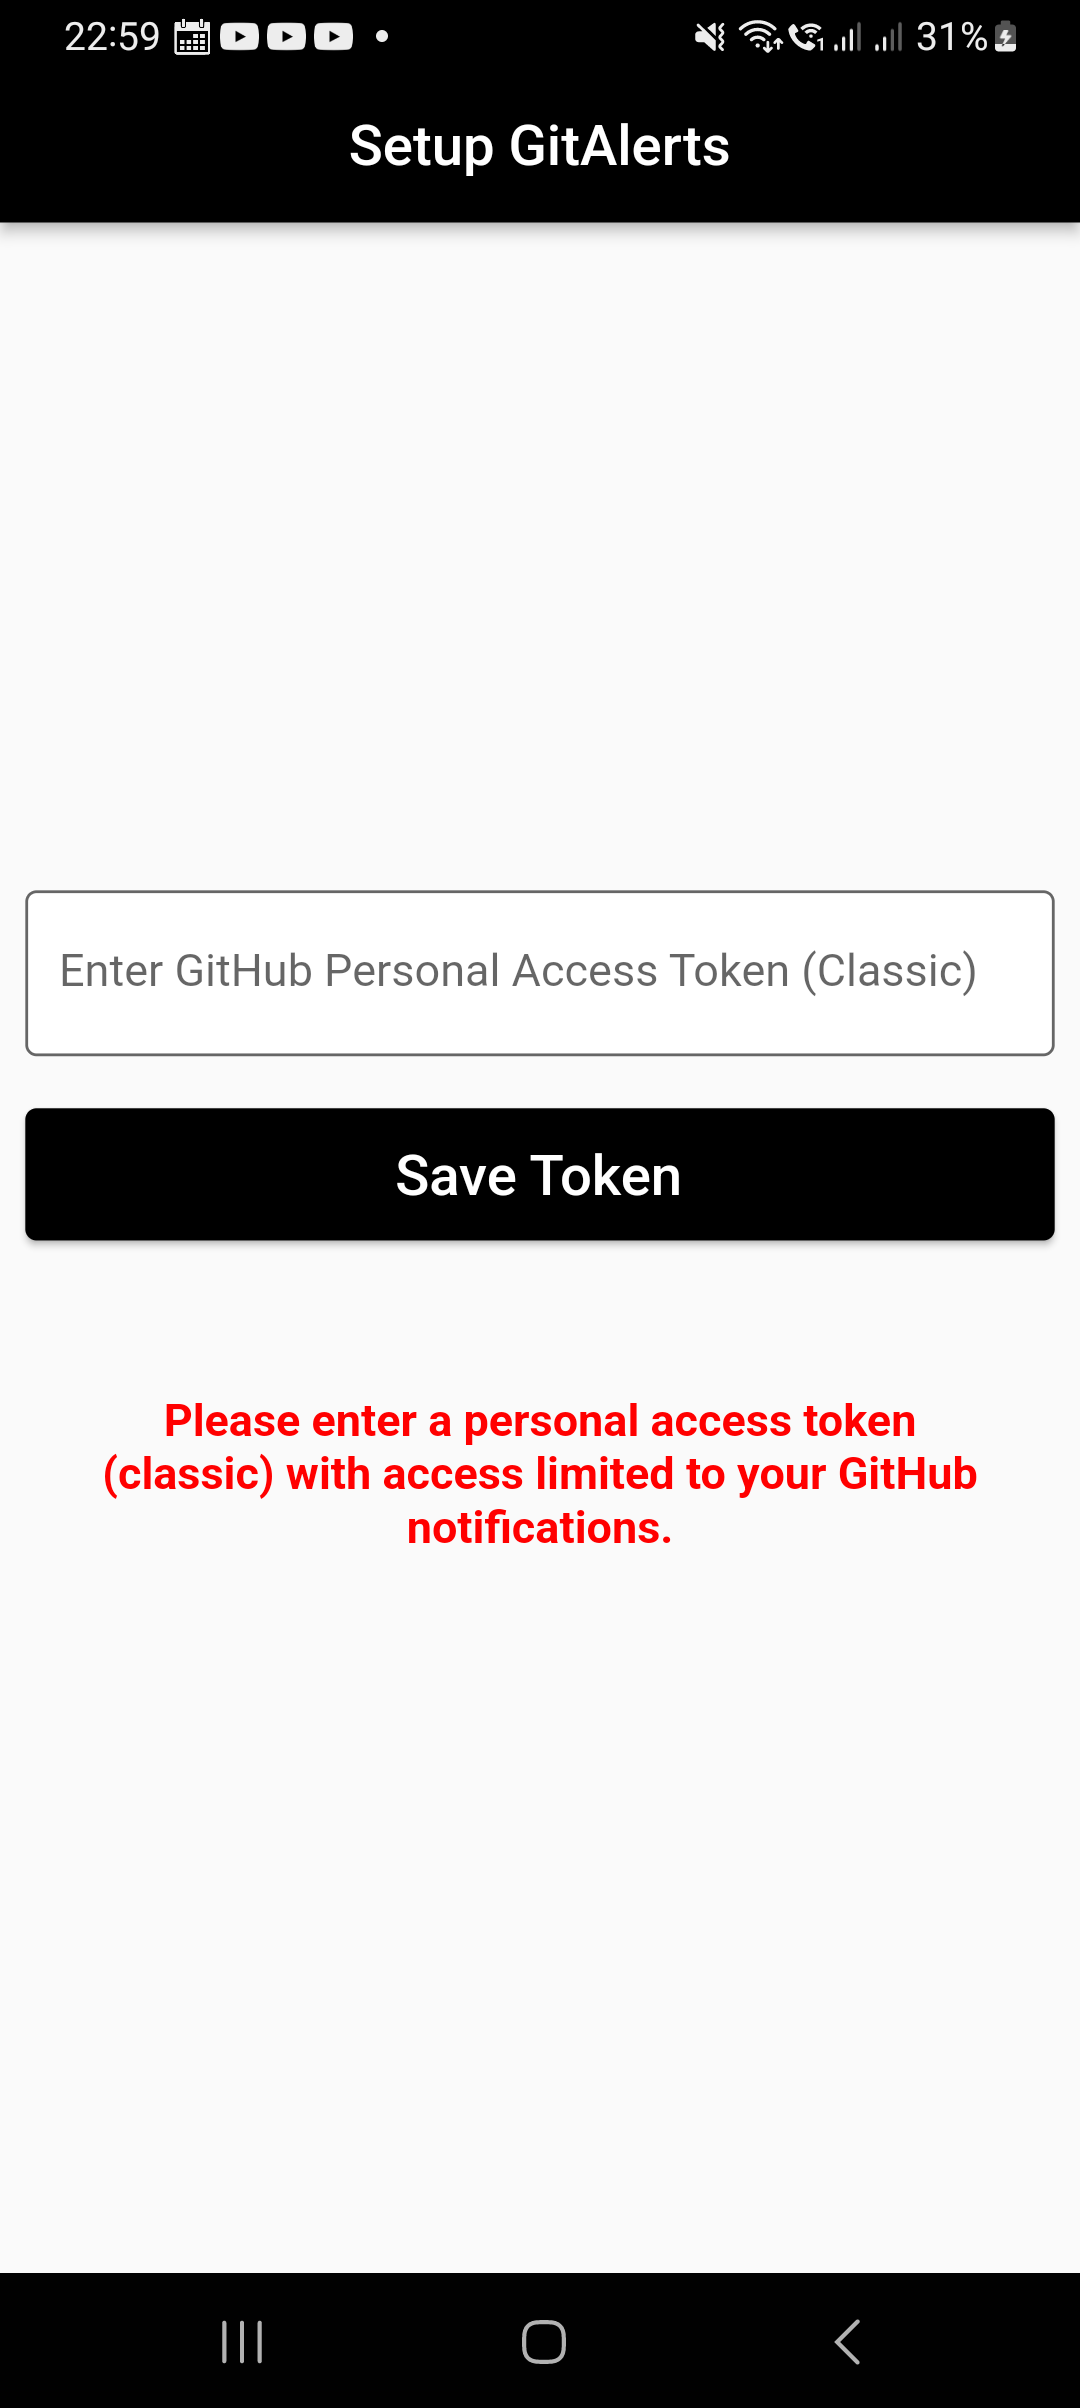 22:59
31%
Setup GitAlerts
Enter GitHub Personal Access Token (Classic)
Save Token
Please enter a personal access token
(classic) with access limited to your GitHub
notifications.